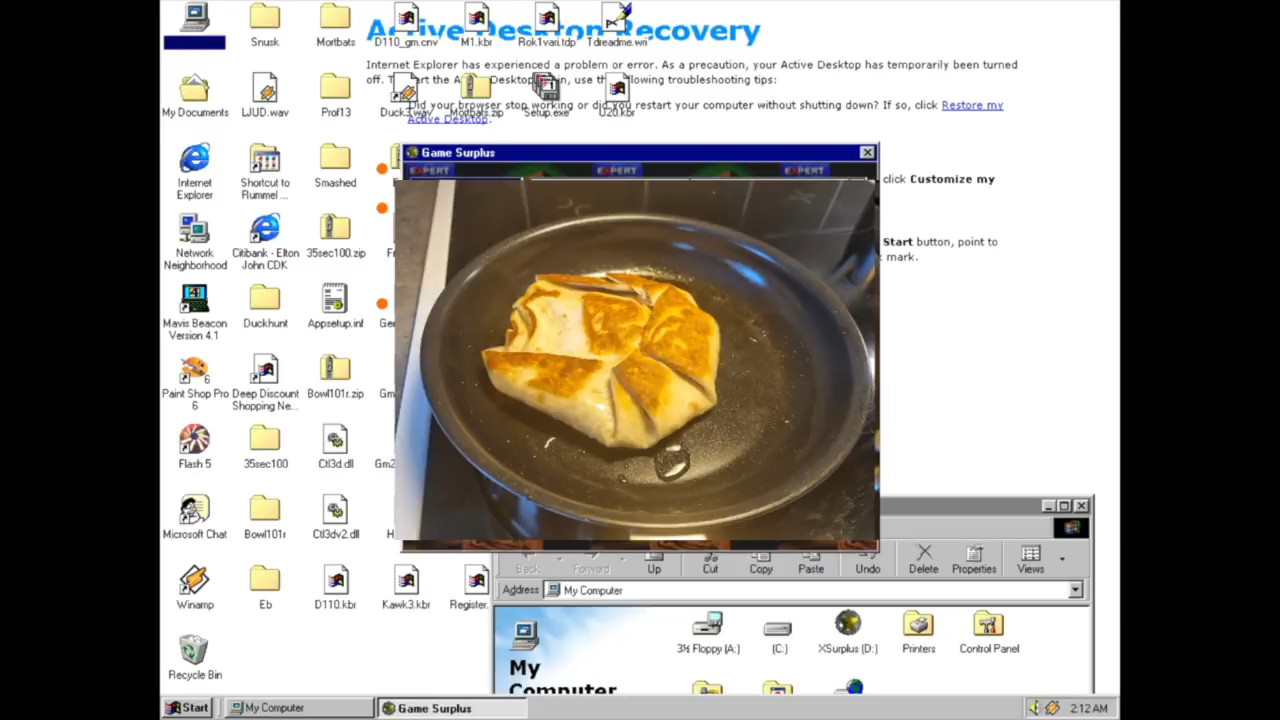 Active Desktop Recovery
Internet Explorer has experienced a problem or error. As a precaution, your Active Desktop has temporarily been turned
off. To
Did your browser stop working or did you restart your computer without shutting down? If so, click Restore my
Active Desktop.
click Customize my
Start button, point to
mark.
Snusk
Mortbats
D110_gm.cnv
M1.kbr
Rok1vari.tdp
Tdreadme.wri
My Documents
LJUD.wav
Prof13
Duck3.wav
Mortbats.zip
Setup.exe
U20.kbr
Internet
Explorer
Shortcut to
Rummel ...
Smashed
Network
Neighborhood
Citibank - Elton
John CDK
35sec100.zip
Mavis Beacon
Version 4.1
Duckhunt
Appsetup.inf
Paint Shop Pro
6
Deep Discount
Shopping Ne...
Bowl101r.zip
Flash 5
35sec100
Ctl3d.dll
Microsoft Chat
Bowl101r
Ctl3dv2.dll
Winamp
Eb
D110.kbr
Kawk3.kbr
Register.
Recycle Bin
Game Surplus
EXPERT
EXPERT
EXPERT
Back
Forward
Up
Cut
Copy
Paste
Undo
Delete
Properties
Views
Address
My Computer
My
Computer
3½ Floppy (A:)
(C:)
XSurplus (D:)
Printers
Control Panel
Start
My Computer
Game Surplus
2:12 AM